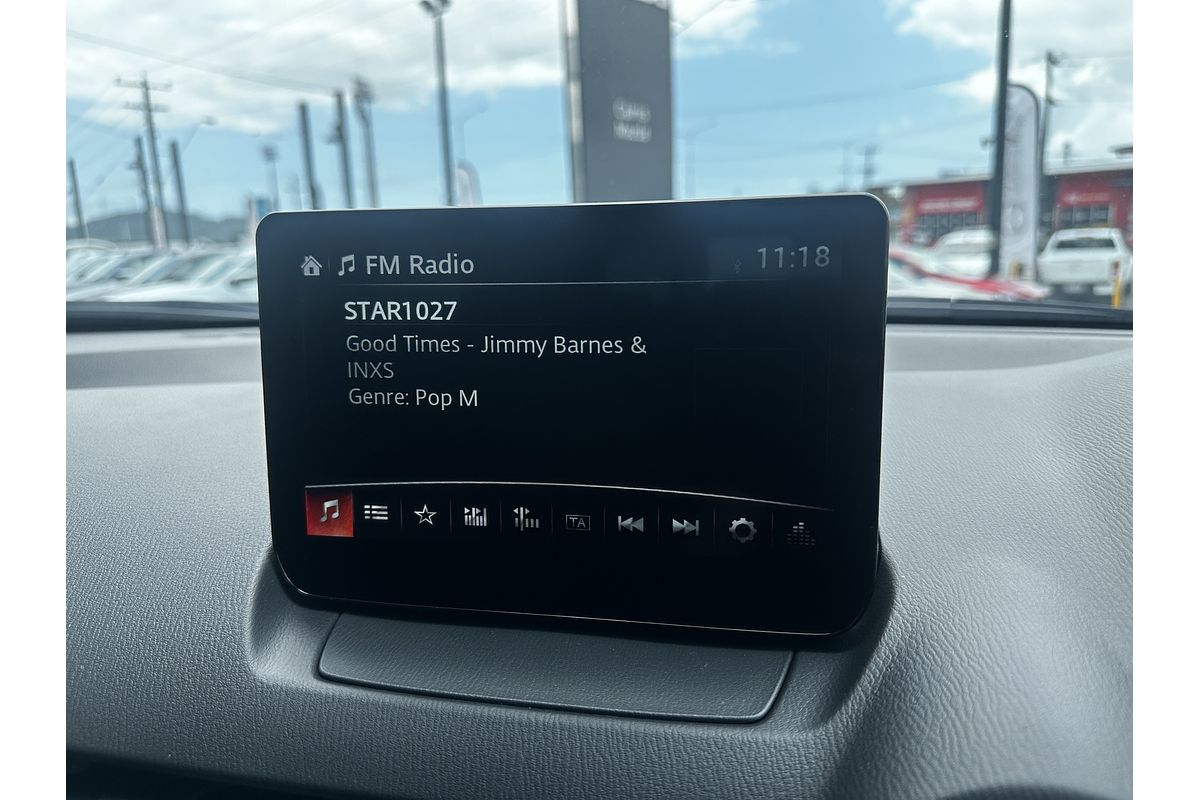 FM Radio
11:18
STAR1027
Good Times - Jimmy Barnes &
INXS
Genre: Pop M
TA